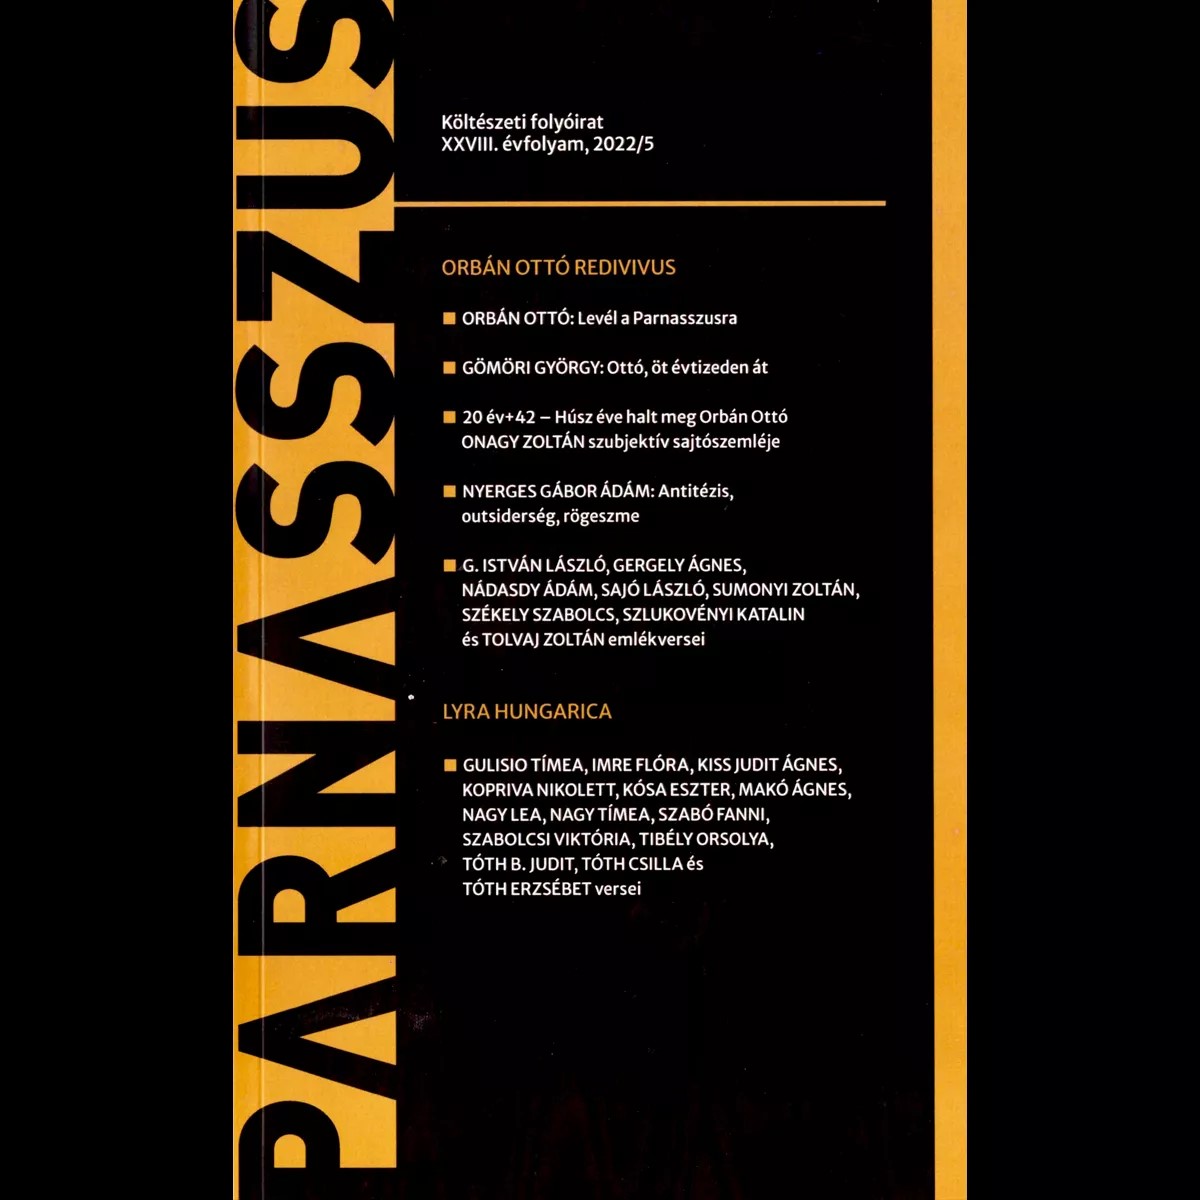 PARNASSZUS
Költészeti folyóirat
XXVIII. évfolyam, 2022/5
ORBÁN OTTÓ REDIVIVUS
ORBÁN OTTÓ: Levél a Parnasszusra
GÖMÖRI GYÖRGY: Ottó, öt évtizeden át
20 év+42 – Húsz éve halt meg Orbán Ottó
ONAGY ZOLTÁN szubjektív sajtószemléje
NYERGES GÁBOR ÁDÁM: Antitézis,
outsiderség, rögeszme
G. ISTVÁN LÁSZLÓ, GERGELY ÁGNES,
NÁDASDY ÁDÁM, SAJÓ LÁSZLÓ, SUMONYI ZOLTÁN,
SZÉKELY SZABOLCS, SZLUKOVÉNYI KATALIN
és TOLVAJ ZOLTÁN emlékversei
LYRA HUNGARICA
GULISIO TÍMEA, IMRE FLÓRA, KISS JUDIT ÁGNES,
KOPRIVA NIKOLETT, KÓSA ESZTER, MAKÓ ÁGNES,
NAGY LEA, NAGY TÍMEA, SZABÓ FANNI,
SZABOLCSI VIKTÓRIA, TIBÉLY ORSOLYA,
TÓTH B. JUDIT, TÓTH CSILLA és
TÓTH ERZSÉBET versei